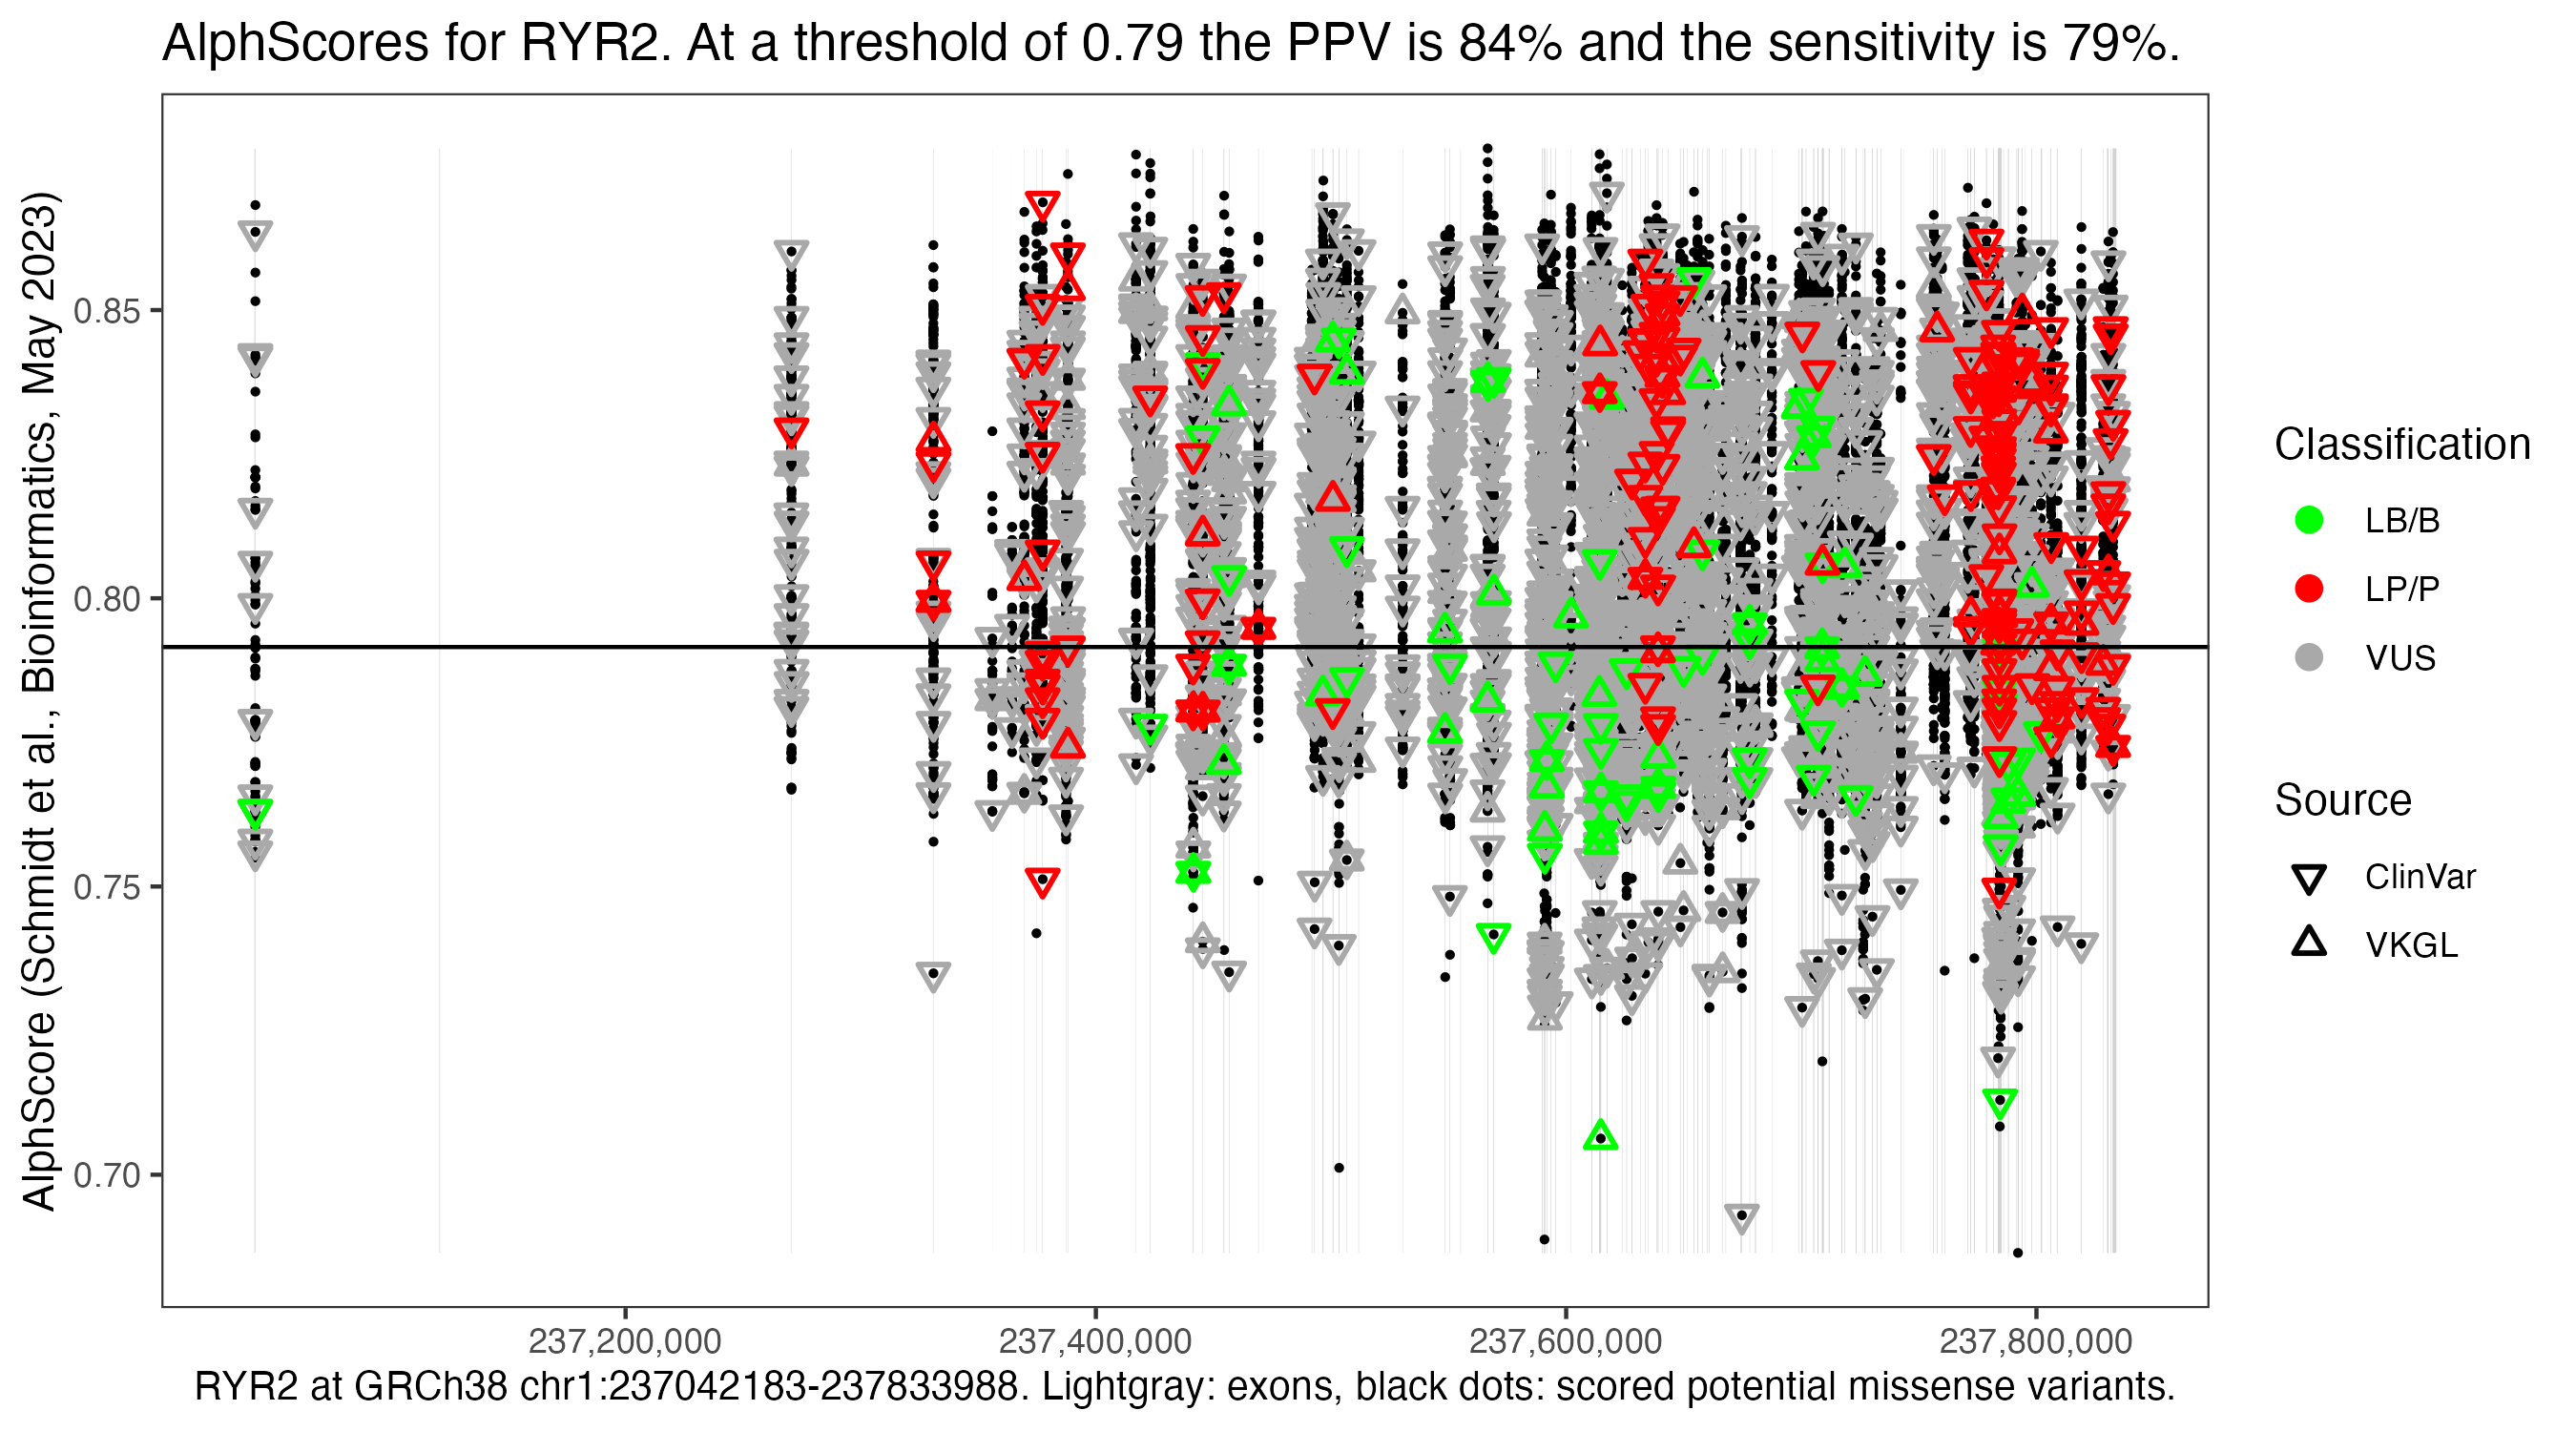 AlphScores for RYR2. At a threshold of 0.79 the PPV is 84% and the sensitivity is 79%.
AlphScore (Schmidt et al., Bioinformatics, May 2023)
0.85
0.80
0.75
0.70
237,200,000
237,400,000
237,600,000
237,800,000
RYR2 at GRCh38 chr1:237042183-237833988. Lightgray: exons, black dots: scored potential missense variants.
Classification
LB/B
LP/P
VUS
Source
ClinVar
VKGL